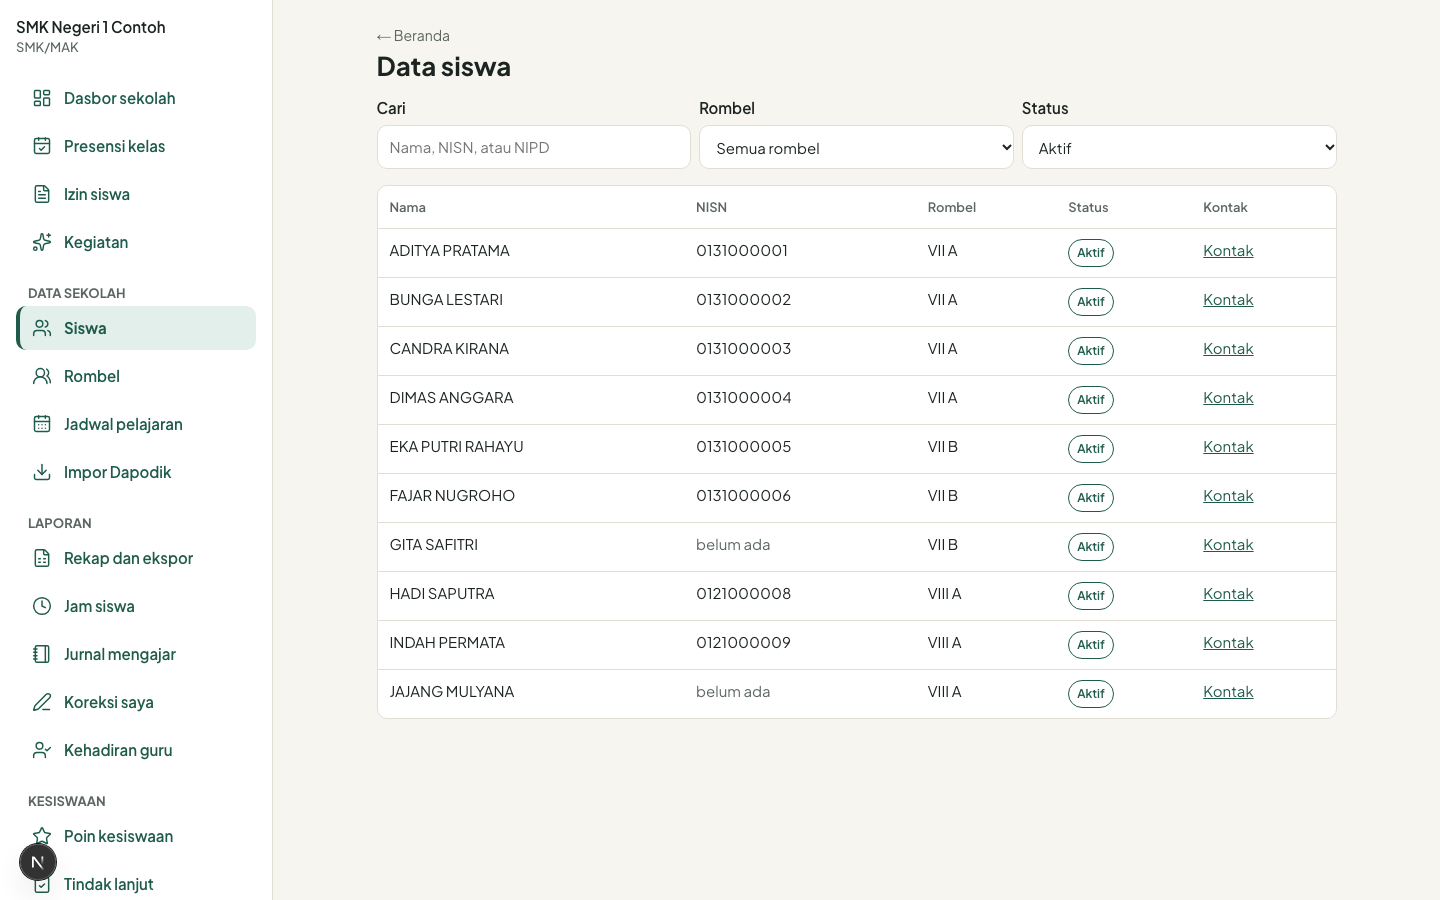 SMK Negeri 1 Contoh
SMK/MAK
Dasbor sekolah
Presensi kelas
Izin siswa
Kegiatan
DATA SEKOLAH
Siswa
Rombel
Jadwal pelajaran
Impor Dapodik
LAPORAN
Rekap dan ekspor
Jam siswa
Jurnal mengajar
Koreksi saya
Kehadiran guru
KESISWAAN
Poin kesiswaan
N
Tindak lanjut
← Beranda
Data siswa
Cari Rombel Status
Nama, NISN, atau NIPD Semua rombel Aktif
Nama NISN Rombel Status Kontak
ADITYA PRATAMA 0131000001 VII A Aktif Kontak
BUNGA LESTARI 0131000002 VII A Aktif Kontak
CANDRA KIRANA 0131000003 VII A Aktif Kontak
DIMAS ANGGARA 0131000004 VII A Aktif Kontak
EKA PUTRI RAHAYU 0131000005 VII B Aktif Kontak
FAJAR NUGROHO 0131000006 VII B Aktif Kontak
GITA SAFITRI belum ada VII B Aktif Kontak
HADI SAPUTRA 0121000008 VIII A Aktif Kontak
INDAH PERMATA 0121000009 VIII A Aktif Kontak
JAJANG MULYANA belum ada VIII A Aktif Kontak